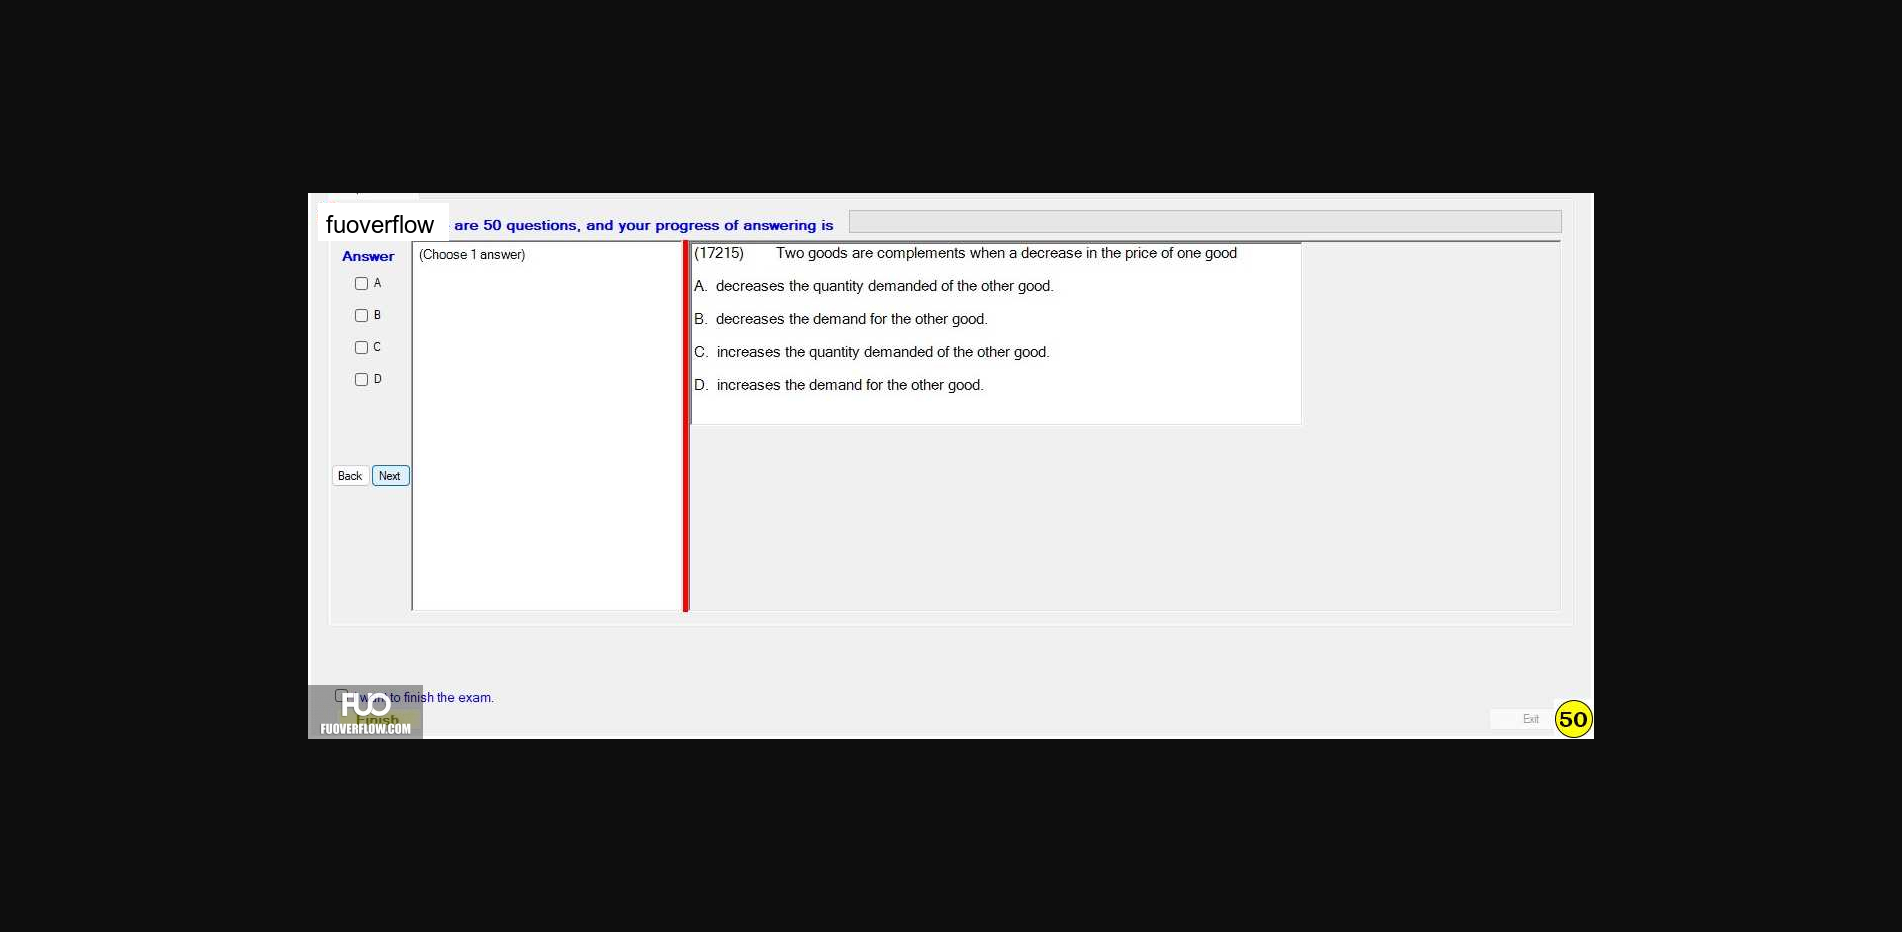 fuoverflow are 50 questions, and your progress of answering is
Answer
(Choose 1 answer)
A
B
C
D
Back Next
(17215) Two goods are complements when a decrease in the price of one good
A. decreases the quantity demanded of the other good.
B. decreases the demand for the other good.
C. increases the quantity demanded of the other good.
D. increases the demand for the other good.
I want to finish the exam.
Finish
FUO
FUOVERFLOW.COM
Exit
50